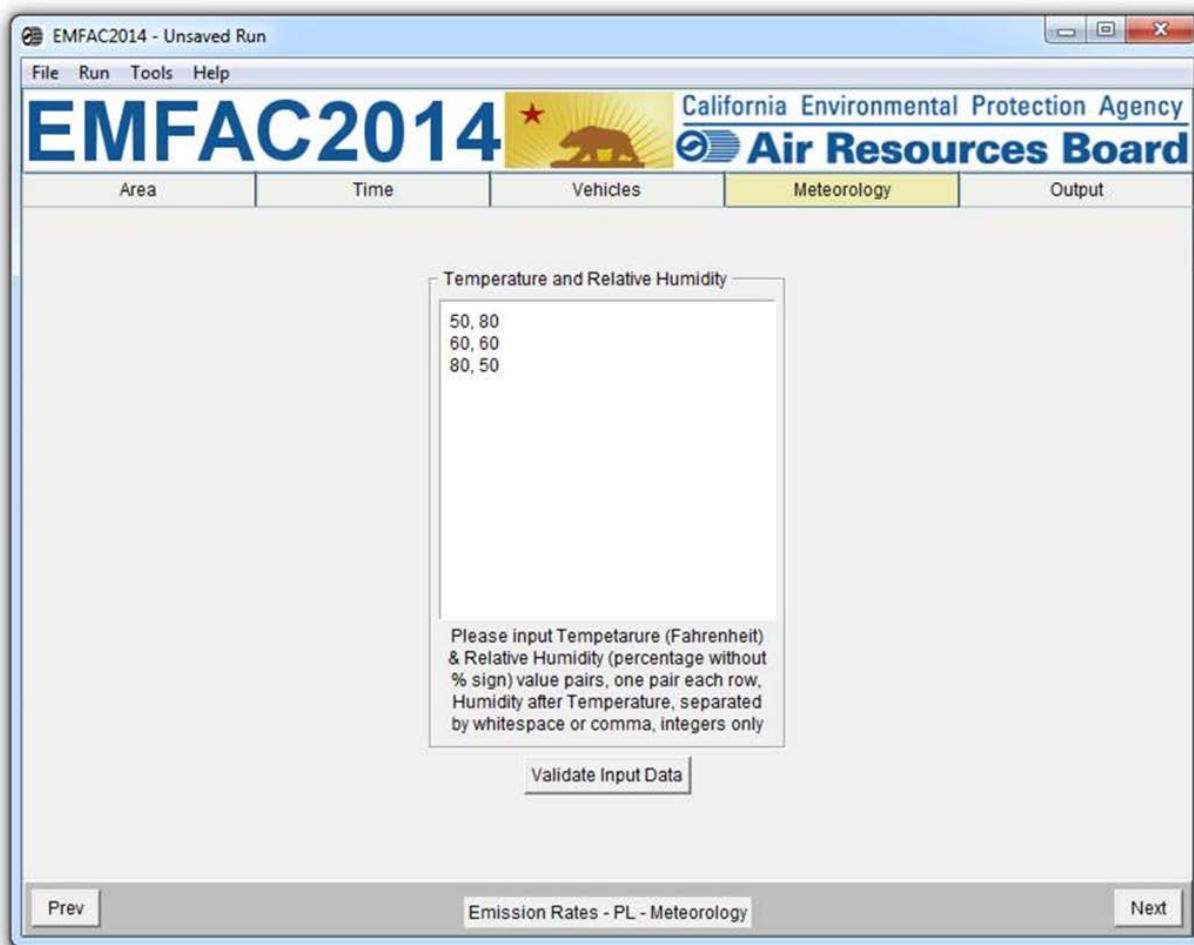 EMFAC2014 - Unsaved Run
File Run Tools Help
EMFAC2014
California Environmental Protection Agency
Air Resources Board
Area Time Vehicles Meteorology Output
Temperature and Relative Humidity
50, 80
60, 60
80, 50
Please input Tempetarure (Fahrenheit)
& Relative Humidity (percentage without
% sign) value pairs, one pair each row,
Humidity after Temperature, separated
by whitespace or comma, integers only
Validate Input Data
Prev Emission Rates - PL - Meteorology Next